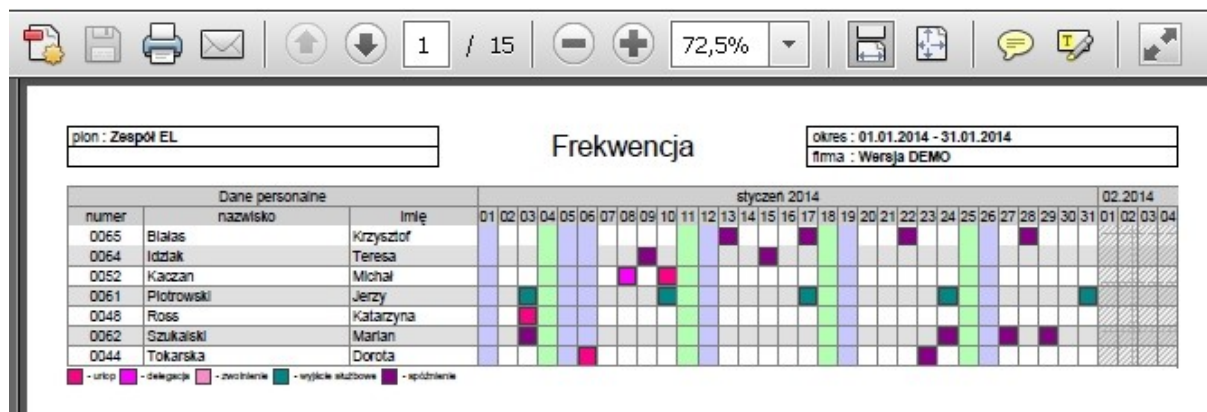 1 / 15 72,5%
pion : Zespół EL
Frekwencja
okres : 01.01.2014 - 31.01.2014
firma : Wersja DEMO
Dane personalne styczeń 2014 02.2014
numer nazwisko imię 01 02 03 04 05 06 07 08 09 10 11 12 13 14 15 16 17 18 19 20 21 22 23 24 25 26 27 28 29 30 31 01 02 03 04
0065 Białas Krzysztof
0064 Idziak Teresa
0052 Kaczan Michał
0061 Piotrowski Jerzy
0048 Ross Katarzyna
0062 Szukalski Marian
0044 Tokarska Dorota
- urlop - delegacja - zwolnienie - wyjście służbowe - spóźnienie